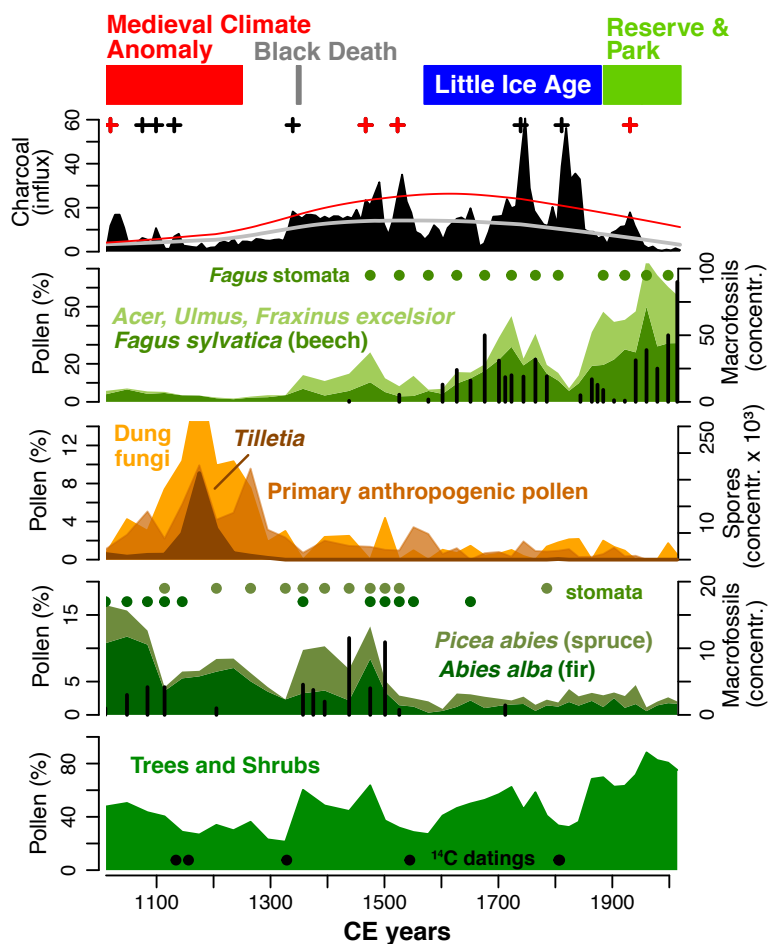 Medieval Climate
Anomaly
Black Death
Little Ice Age
Reserve &
Park
Charcoal
(influx)
0 20 40 60
Fagus stomata
Acer, Ulmus, Fraxinus excelsior
Fagus sylvatica (beech)
Pollen (%)
0 20 50
Macrofossils
(concentr.)
0 25 50 100
Dung
fungi
Tilletia
Primary anthropogenic pollen
Pollen (%)
0 4 8 12
Spores
(concentr. x 10³)
0 10 250
stomata
Picea abies (spruce)
Abies alba (fir)
Pollen (%)
0 5 15
Macrofossils
(concentr.)
0 10 20
Trees and Shrubs
¹⁴C datings
Pollen (%)
0 40 80
1100 1300 1500 1700 1900
CE years